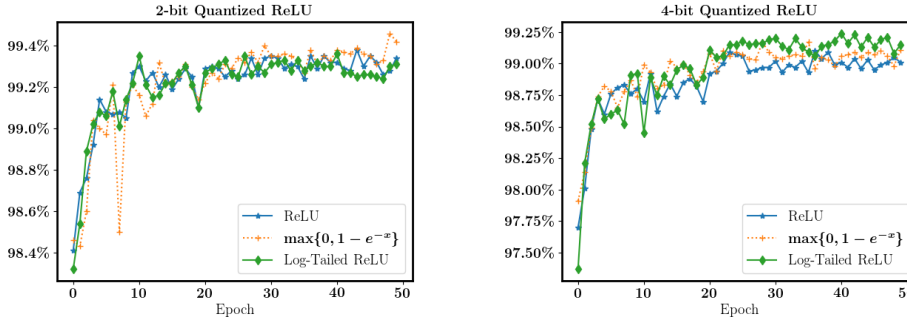 2-bit Quantized ReLU
99.4%
99.2%
99.0%
98.8%
98.6%
98.4%
0 10 20 30 40 50
Epoch
ReLU
max{0, 1 − e^{−x}}
Log-Tailed ReLU
4-bit Quantized ReLU
99.25%
99.00%
98.75%
98.50%
98.25%
98.00%
97.75%
97.50%
0 10 20 30 40 50
Epoch
ReLU
max{0, 1 − e^{−x}}
Log-Tailed ReLU